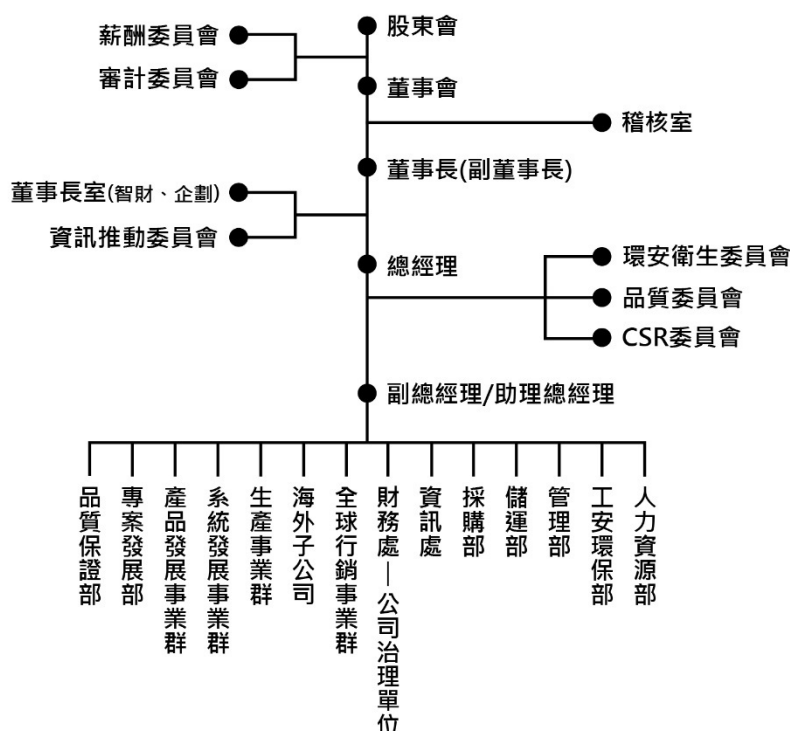 薪酬委員會
股東會
審計委員會
董事會
稽核室
董事長(副董事長)
董事長室(智財、企劃)
資訊推動委員會
總經理
環安衛生委員會
品質委員會
CSR委員會
副總經理/助理總經理
品質保證部
專案發展部
產品發展事業群
系統發展事業群
生產事業群
海外子公司
全球行銷事業群
財務處—公司治理單位
資訊處
採購部
儲運部
管理部
工安環保部
人力資源部